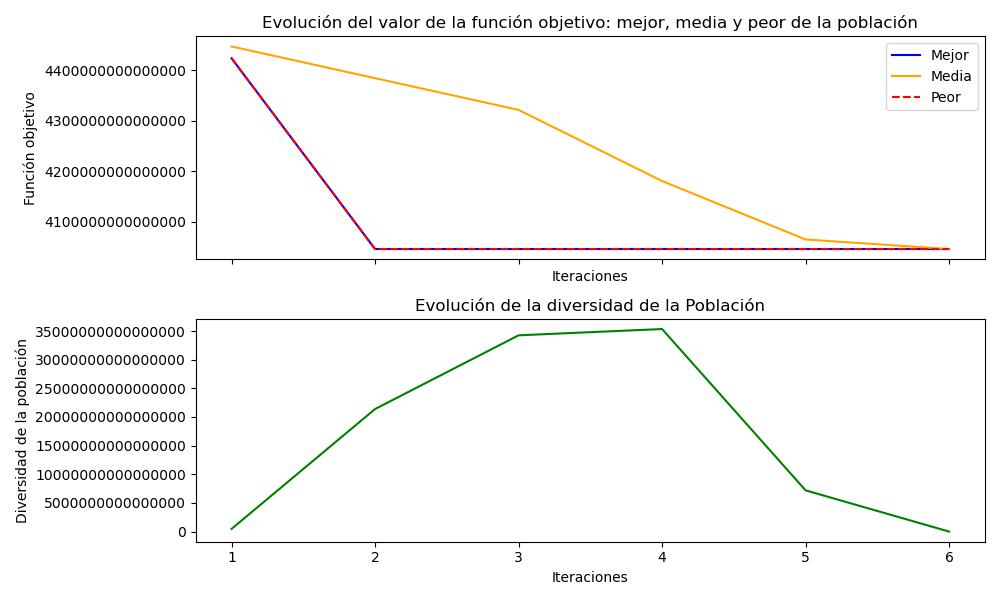 Evolución del valor de la función objetivo: mejor, media y peor de la población
Función objetivo
4400000000000000
4300000000000000
4200000000000000
4100000000000000
Mejor
Media
Peor
Iteraciones
Evolución de la diversidad de la Población
Diversidad de la población
35000000000000000
30000000000000000
25000000000000000
20000000000000000
15000000000000000
10000000000000000
5000000000000000
0
1 2 3 4 5 6
Iteraciones